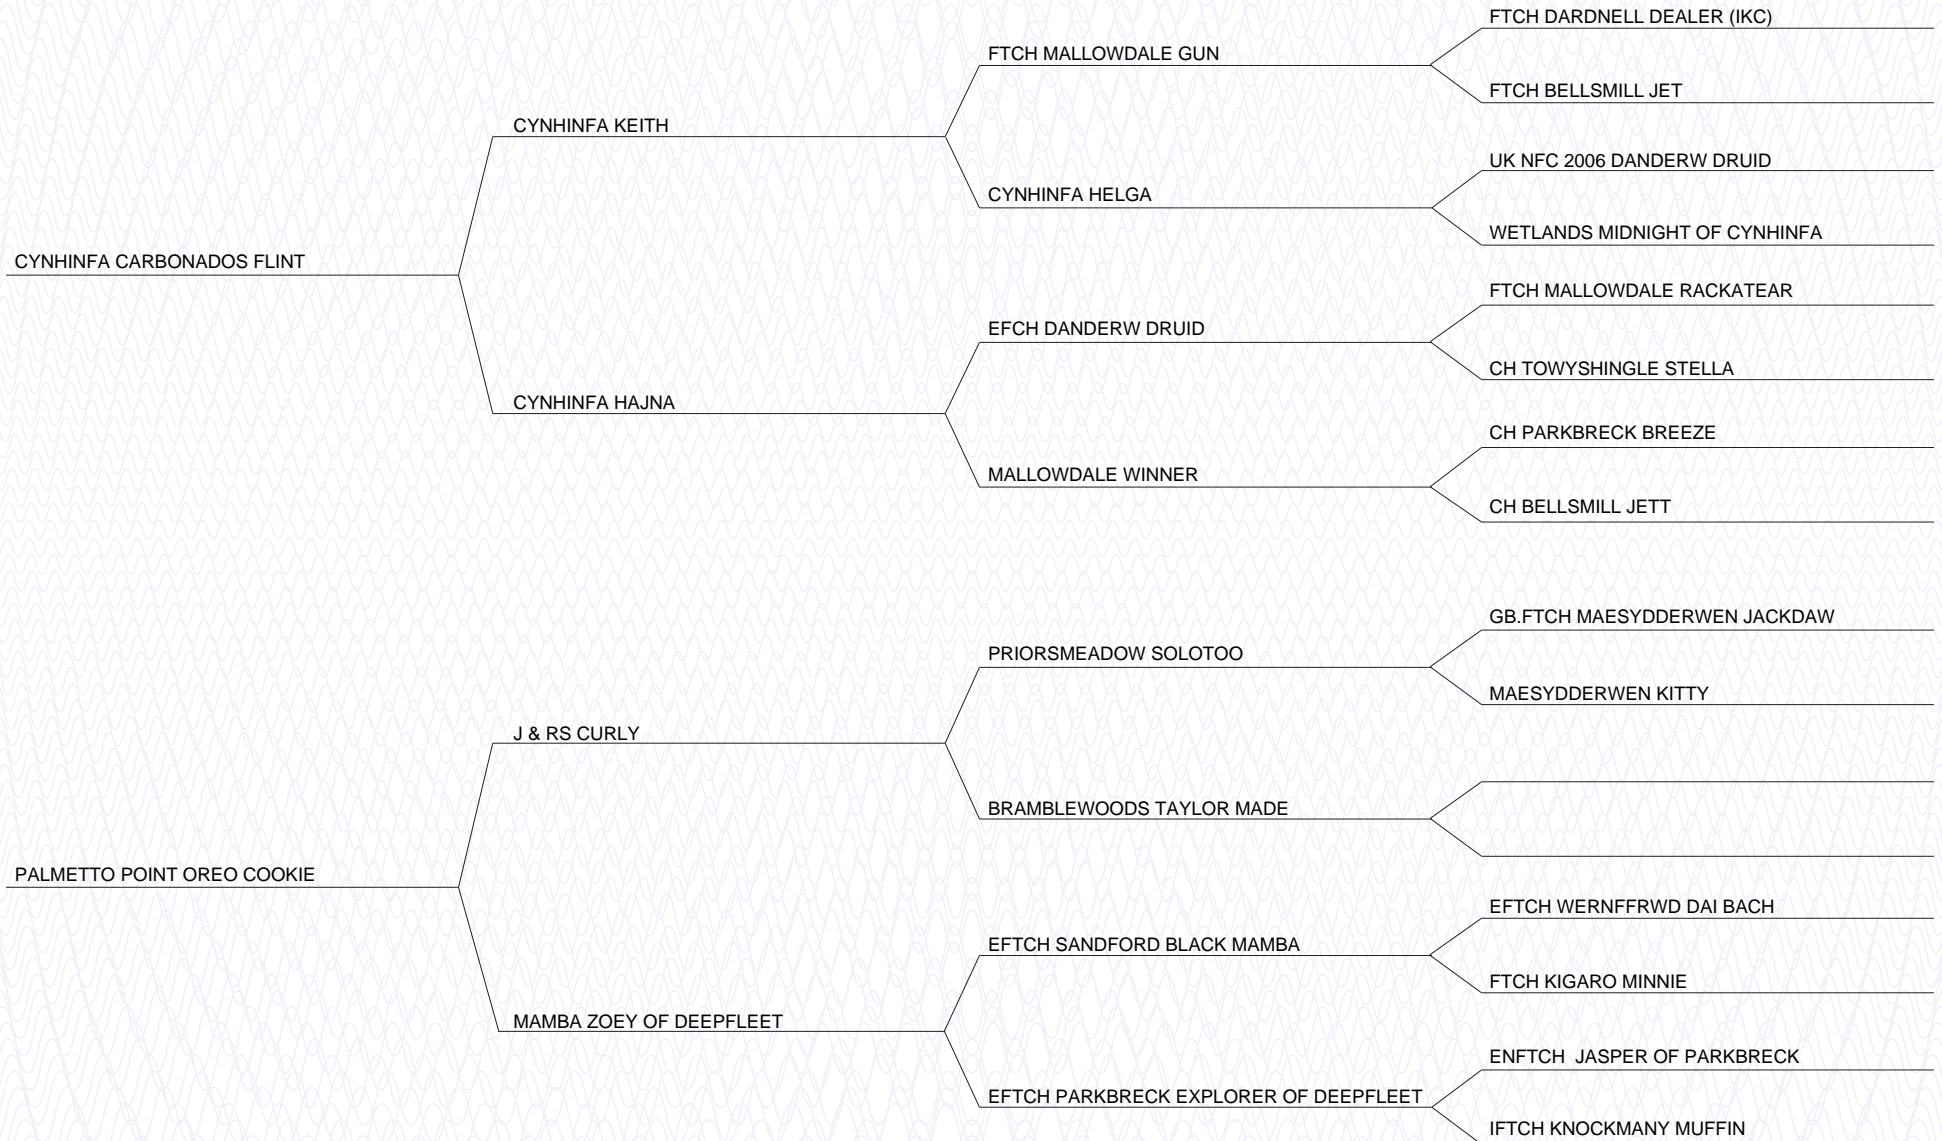 FTCH DARDNELL DEALER (IKC)
FTCH MALLOWDALE GUN
FTCH BELLSMILL JET
CYNHINFA KEITH
UK NFC 2006 DANDERW DRUID
CYNHINFA HELGA
WETLANDS MIDNIGHT OF CYNHINFA
CYNHINFA CARBONADOS FLINT
FTCH MALLOWDALE RACKATEAR
EFCH DANDERW DRUID
CH TOWYSHINGLE STELLA
CYNHINFA HAJNA
CH PARKBRECK BREEZE
MALLOWDALE WINNER
CH BELLSMILL JETT
GB.FTCH MAESYDDERWEN JACKDAW
PRIORSMEADOW SOLOTOO
MAESYDDERWEN KITTY
J & RS CURLY
BRAMBLEWOODS TAYLOR MADE
PALMETTO POINT OREO COOKIE
EFTCH WERNFFRWD DAI BACH
EFTCH SANDFORD BLACK MAMBA
FTCH KIGARO MINNIE
MAMBA ZOEY OF DEEPFLEET
ENFTCH  JASPER OF PARKBRECK
EFTCH PARKBRECK EXPLORER OF DEEPFLEET
IFTCH KNOCKMANY MUFFIN